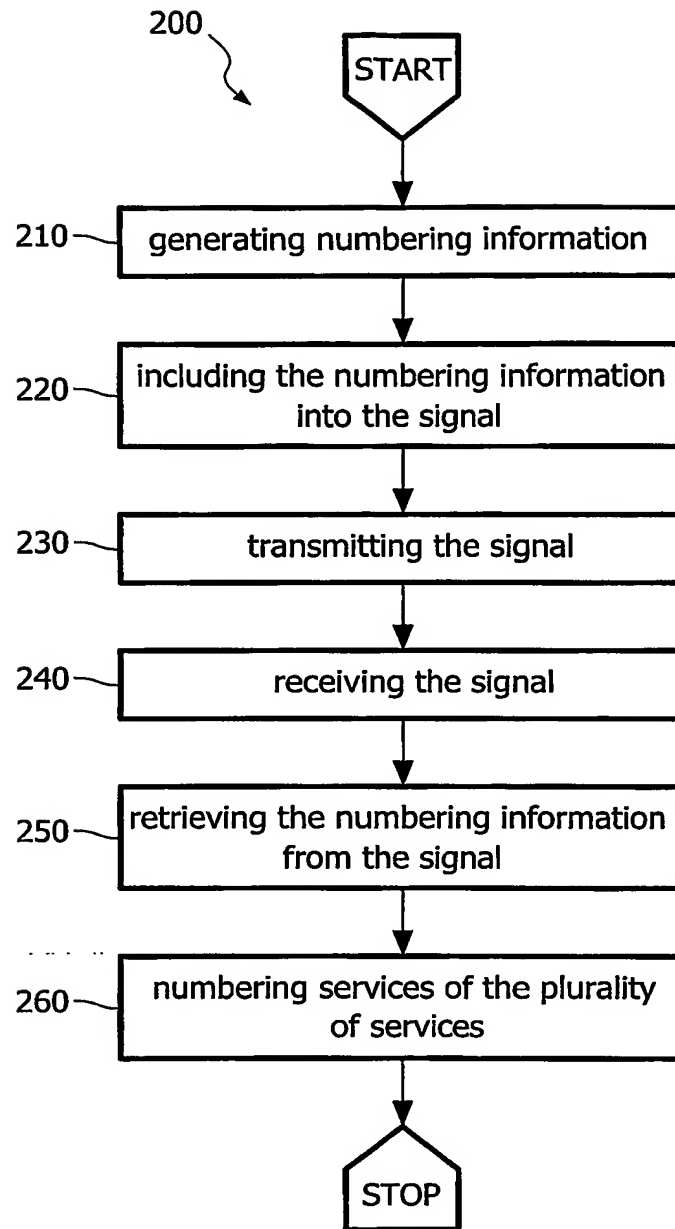 200
START
210
generating numbering information
220
including the numbering information
into the signal
230
transmitting the signal
240
receiving the signal
250
retrieving the numbering information
from the signal
260
numbering services of the plurality
of services
STOP